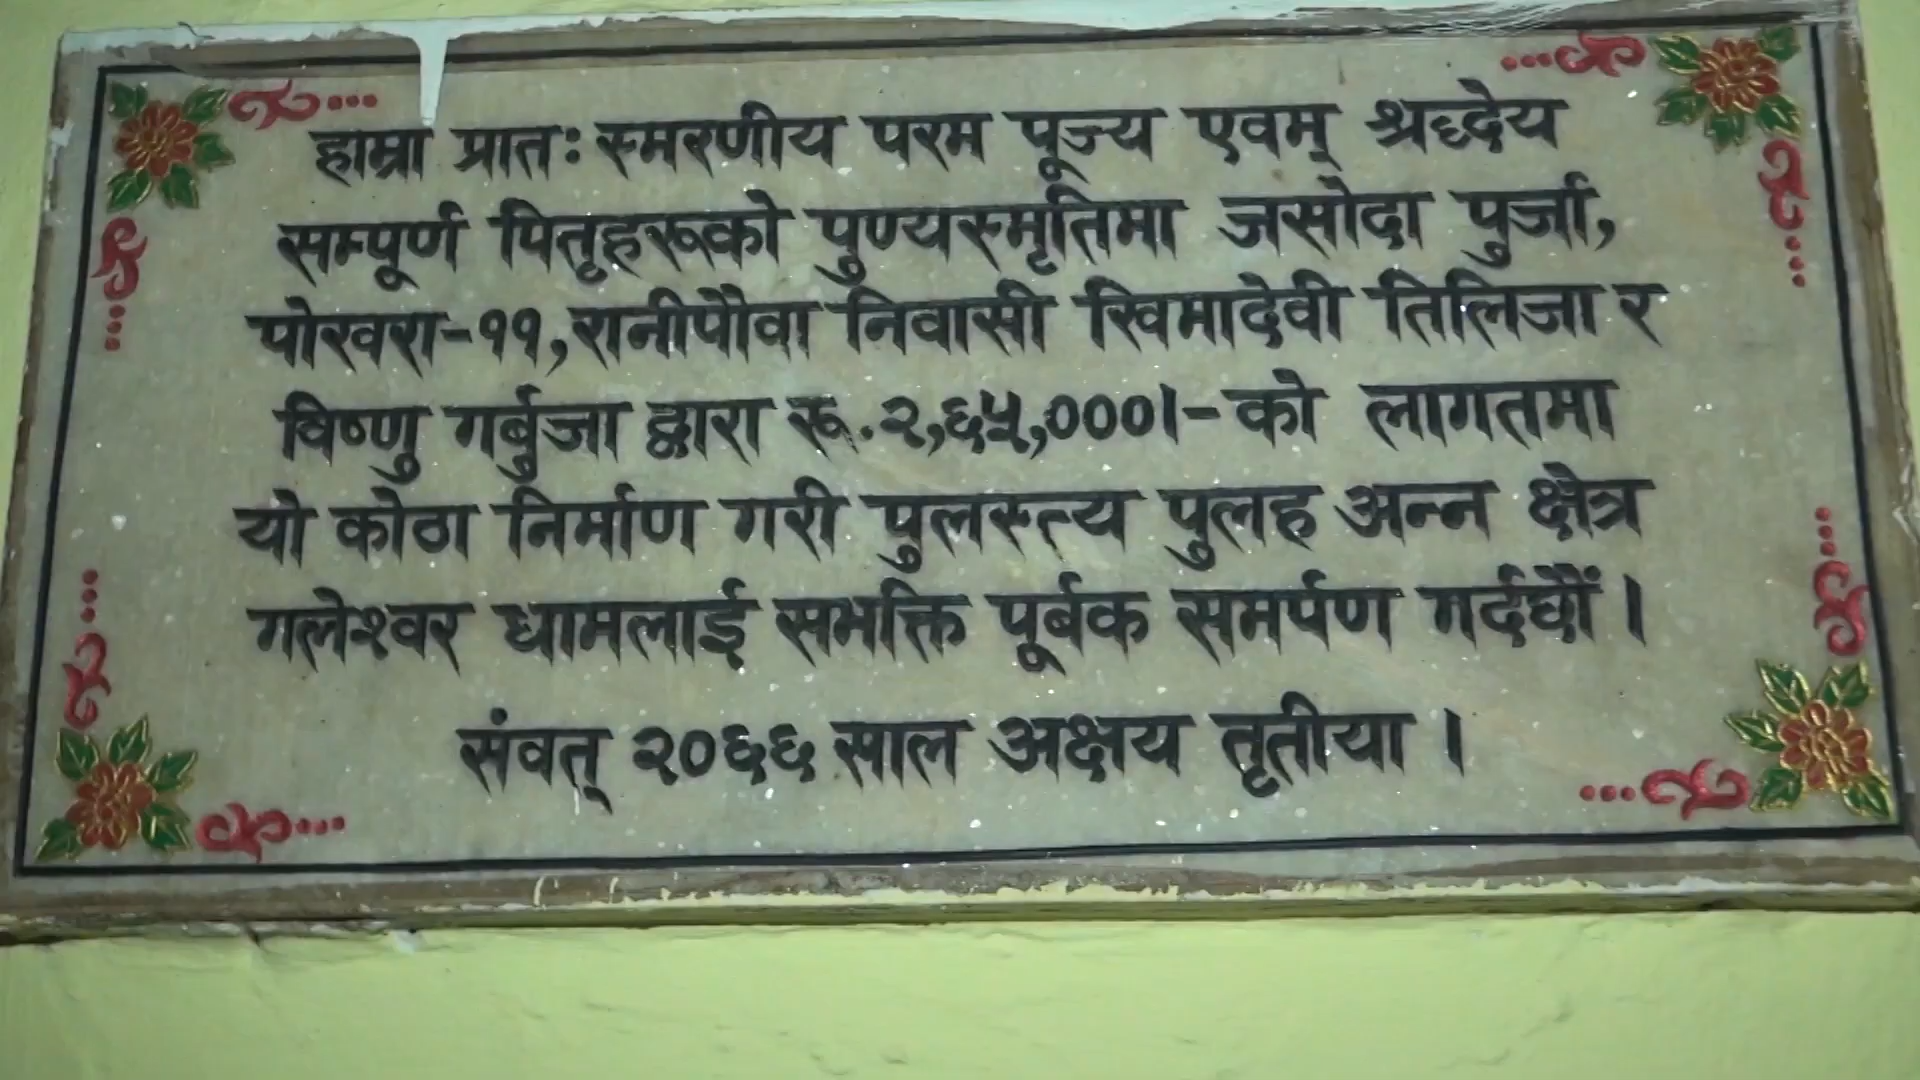 हाम्रा प्रातः स्मरणीय परम पूज्य एवम् श्रद्धेय
सम्पूर्ण पितृहरूको पुण्यस्मृतिमा जसोदा पुर्जा,
पोखरा-११, रानीपौवा निवासी खिमादेवी तिलिजा र
विष्णु गर्बुजा द्वारा रू.२,६५,०००।- को लागतमा
यो कोठा निर्माण गरी पुलस्त्य पुलह अन्न क्षेत्र
गलेश्वर धामलाई सभक्ति पूर्बक समर्पण गर्दछौं ।
संवत् २०६६ साल अक्षय तृतीया ।